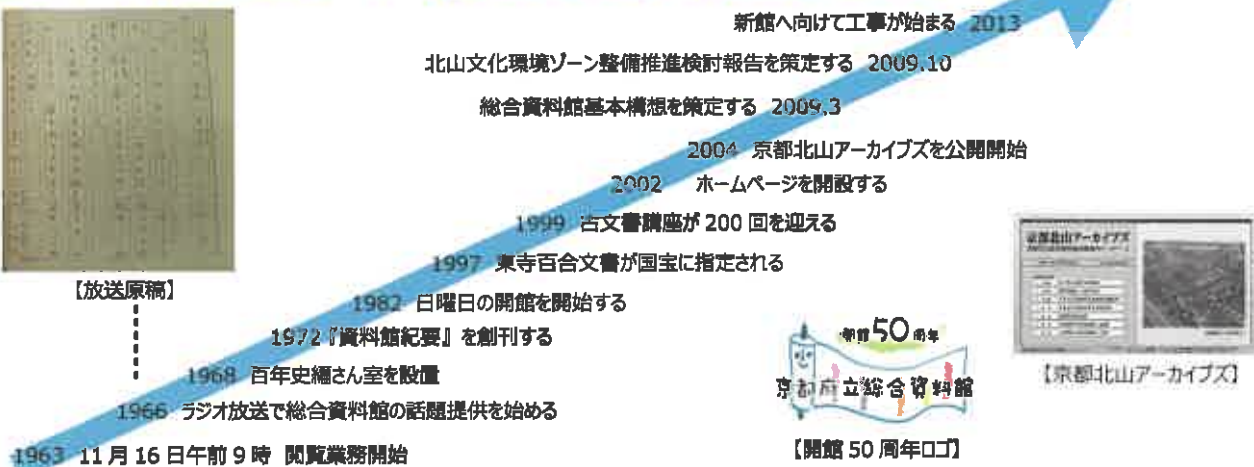 新館へ向けて工事が始まる 2013
北山文化環境ゾーン整備推進検討報告を策定する 2009.10
総合資料館基本構想を策定する 2009.3
2004 京都北山アーカイブズを公開開始
2002 ホームページを開設する
1999 古文書講座が 200 回を迎える
1997 東寺百合文書が国宝に指定される
1982 日曜日の開館を開始する
1972『資料館紀要』を創刊する
1968 百年史編さん室を設置
1966 ラジオ放送で総合資料館の話題提供を始める
1963 11月16日午前9時 閲覧業務開始
【放送原稿】
開館50周年
京都府立総合資料館
【開館 50 周年ロゴ】
京都北山アーカイブズ
【京都北山アーカイブズ】